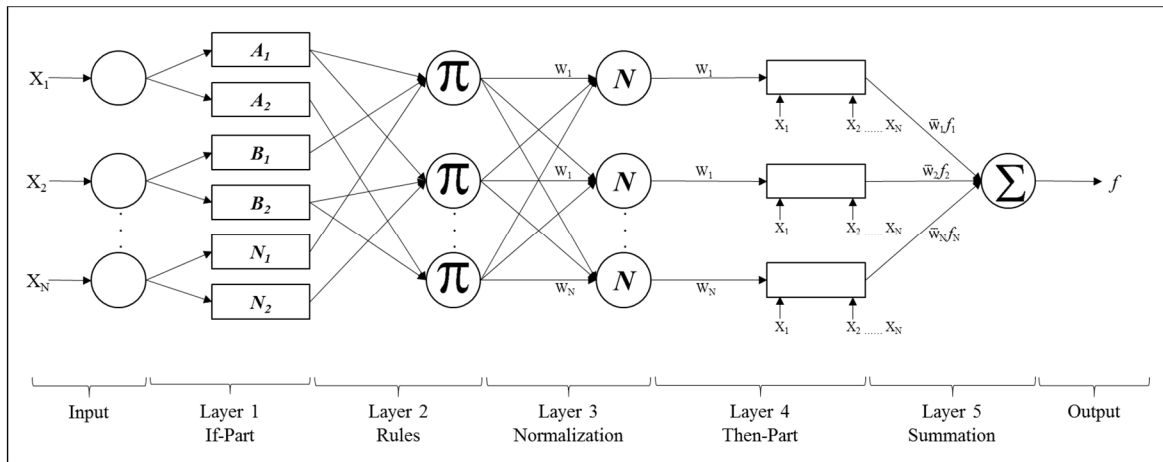 X1
A1
A2
π
W1
N
W1
X1
X2 ...... XN
w̄1f1
X2
B1
B2
π
W1
N
W1
X1
X2 ...... XN
w̄2f2
Σ
f
XN
N1
N2
π
WN
N
WN
X1
X2 ...... XN
w̄NfN
Input
Layer 1
If-Part
Layer 2
Rules
Layer 3
Normalization
Layer 4
Then-Part
Layer 5
Summation
Output